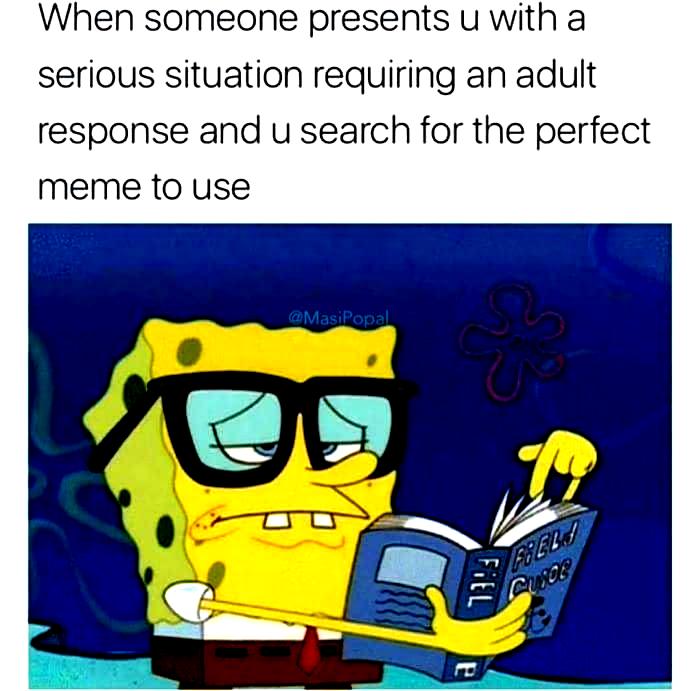 When someone presents u with a
serious situation requiring an adult
response and u search for the perfect
meme to use
@MasiPopal
FiELd
GUiDE
FiEL